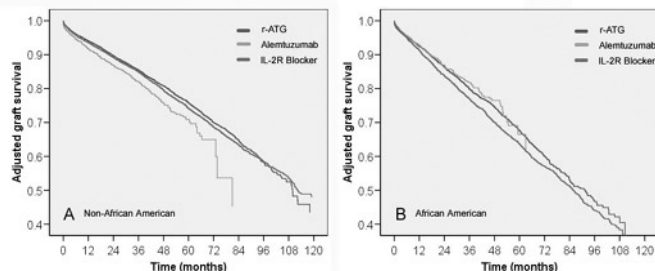 r-ATG
Alemtuzumab
IL-2R Blocker
Adjusted graft survival
1.0
0.9
0.8
0.7
0.6
0.5
0.4
A Non-African American
0 12 24 36 48 60 72 84 96 108 120
Time (months)
r-ATG
Alemtuzumab
IL-2R Blocker
Adjusted graft survival
1.0
0.9
0.8
0.7
0.6
0.5
0.4
B African American
0 12 24 36 48 60 72 84 96 108 120
Time (months)